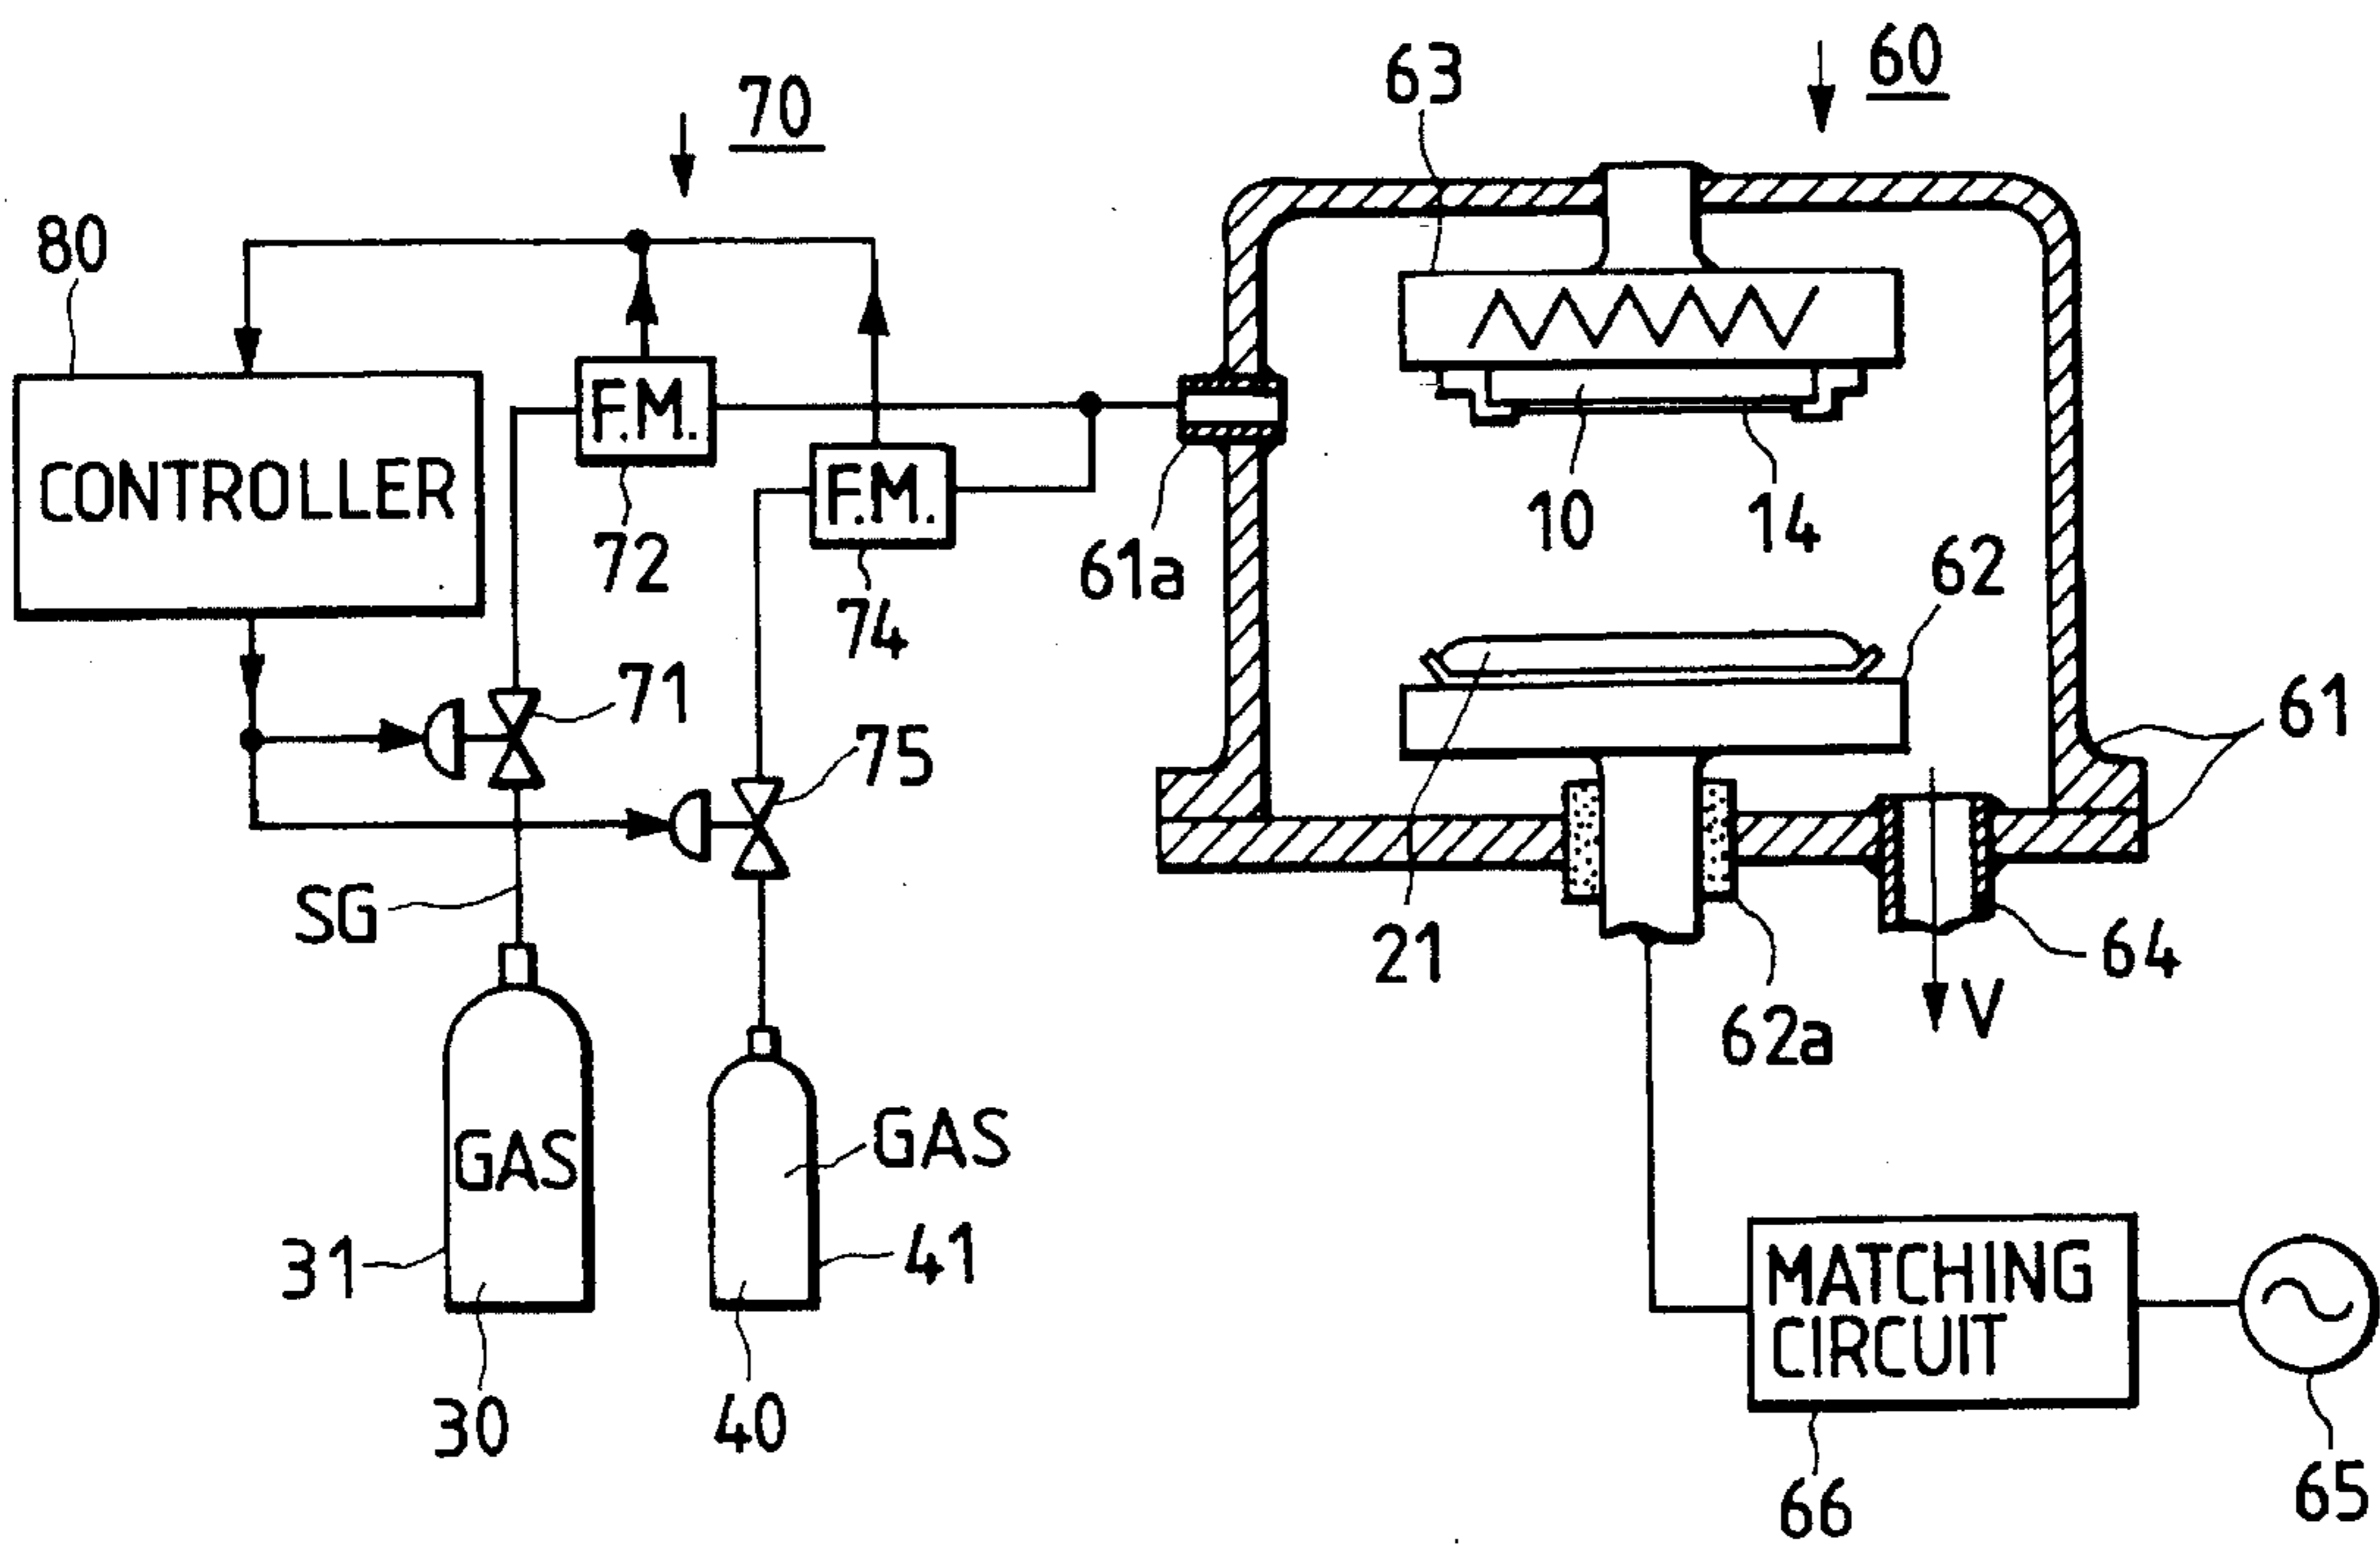 60
63
70
80
F.M.
CONTROLLER
F.M.
10
14
72
61a
62
74
71
61
75
SG
21
64
V
62a
GAS
GAS
31
41
MATCHING
CIRCUIT
30
40
65
66